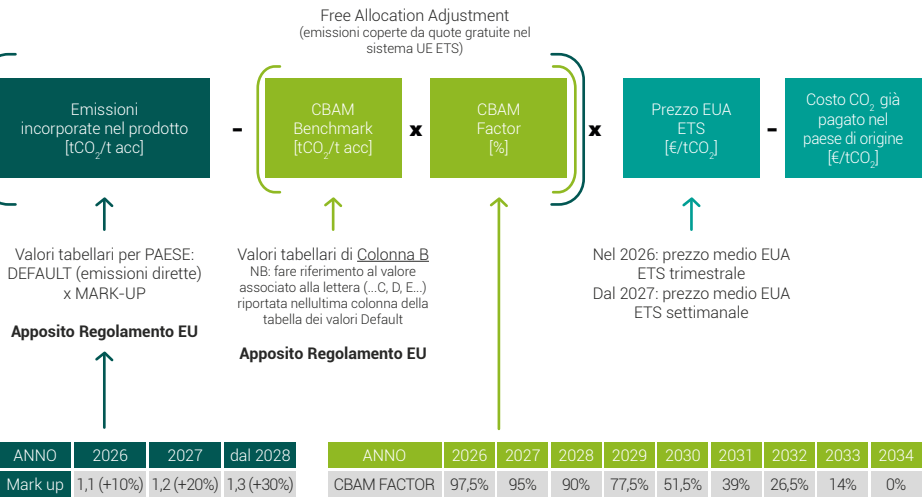 Free Allocation Adjustment
(emissioni coperte da quote gratuite nel
sistema UE ETS)
Emissioni
incorporate nel prodotto
[tCO2/t acc]
-
CBAM
Benchmark
[tCO2/t acc]
x
CBAM
Factor
[%]
x
Prezzo EUA
ETS
[€/tCO2]
-
Costo CO2 già
pagato nel
paese di origine
[€/tCO2]
Valori tabellari per PAESE:
DEFAULT (emissioni dirette)
x MARK-UP
Apposito Regolamento EU
Valori tabellari di Colonna B
NB: fare riferimento al valore
associato alla lettera (...C, D, E...)
riportata nellultima colonna della
tabella dei valori Default
Apposito Regolamento EU
Nel 2026: prezzo medio EUA
ETS trimestrale
Dal 2027: prezzo medio EUA
ETS settimanale
ANNO 2026 2027 dal 2028
Mark up 1,1 (+10%) 1,2 (+20%) 1,3 (+30%)
ANNO 2026 2027 2028 2029 2030 2031 2032 2033 2034
CBAM FACTOR 97,5% 95% 90% 77,5% 51,5% 39% 26,5% 14% 0%